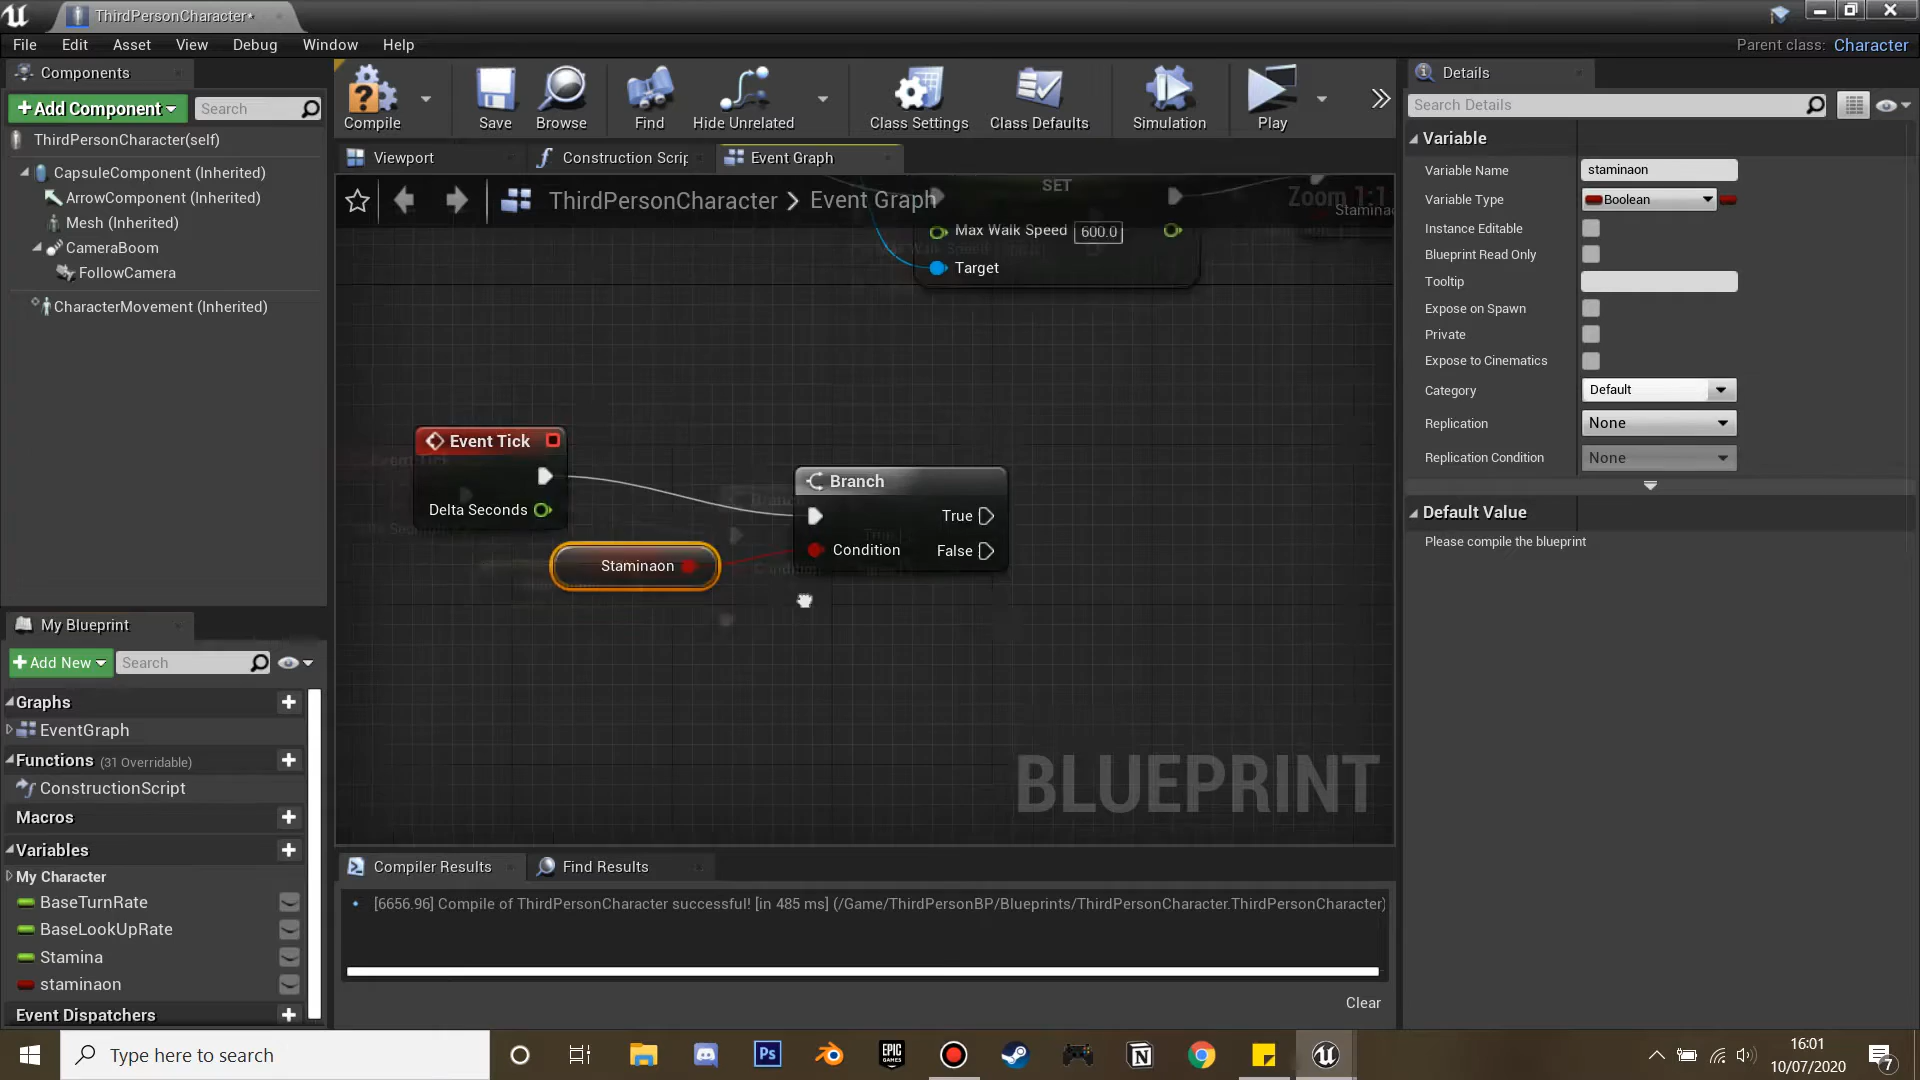 ThirdPersonCharacter*
File Edit Asset View Debug Window Help
Parent class: Character
Components
+Add Component
Search
ThirdPersonCharacter(self)
CapsuleComponent (Inherited)
ArrowComponent (Inherited)
Mesh (Inherited)
CameraBoom
FollowCamera
CharacterMovement (Inherited)
My Blueprint
+Add New
Search
Graphs
EventGraph
Functions (31 Overridable)
ConstructionScript
Macros
Variables
My Character
BaseTurnRate
BaseLookUpRate
Stamina
staminaon
Event Dispatchers
Compile
Save
Browse
Find
Hide Unrelated
Class Settings
Class Defaults
Simulation
Play
Viewport
Construction Scrip
Event Graph
ThirdPersonCharacter > Event Graph
Zoom 1:1
SET
Staminao
Max Walk Speed 600.0
Target
Event Tick
Delta Seconds
Branch
True
Condition
False
Staminaon
BLUEPRINT
Compiler Results
Find Results
[6656.96] Compile of ThirdPersonCharacter successful! [in 485 ms] (/Game/ThirdPersonBP/Blueprints/ThirdPersonCharacter.ThirdPersonCharacter)
Clear
Details
Search Details
Variable
Variable Name staminaon
Variable Type Boolean
Instance Editable
Blueprint Read Only
Tooltip
Expose on Spawn
Private
Expose to Cinematics
Category Default
Replication None
Replication Condition None
Default Value
Please compile the blueprint
Type here to search
Ps
EPIC GAMES
16:01
10/07/2020
7